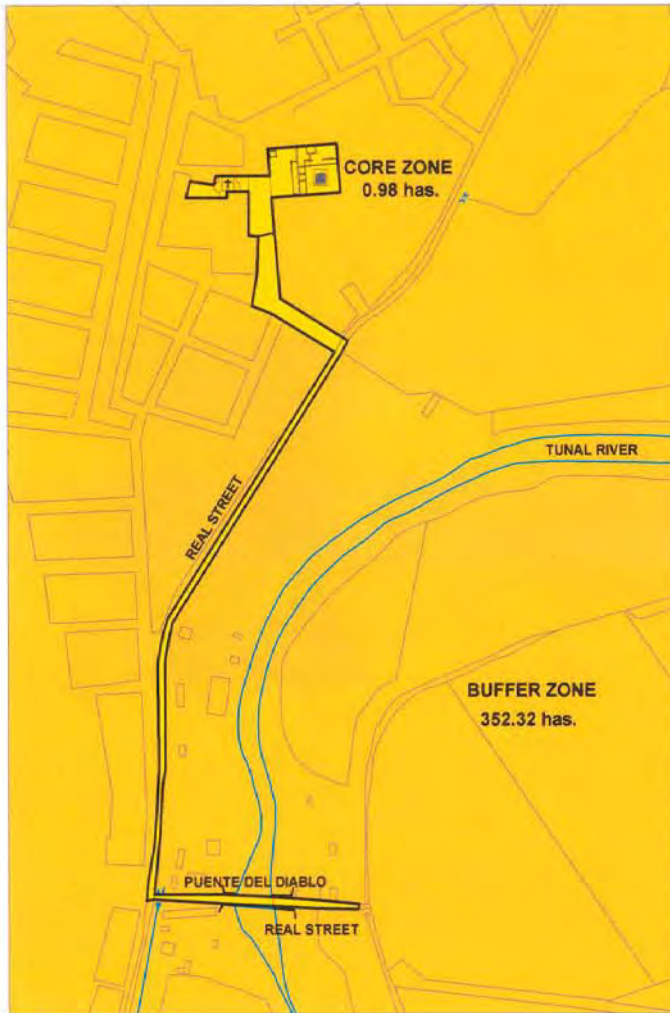 CORE ZONE
0.98 has.
TUNAL RIVER
REAL STREET
BUFFER ZONE
352.32 has.
PUENTE DEL DIABLO
REAL STREET